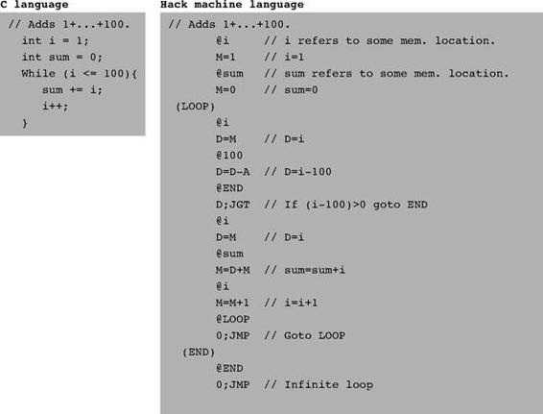 C language
// Adds 1+...+100.
int i = 1;
int sum = 0;
While (i <= 100){
sum += i;
i++;
}
Hack machine language
// Adds 1+...+100.
@i // i refers to some mem. location.
M=1 // i=1
@sum // sum refers to some mem. location.
M=0 // sum=0
(LOOP)
@i
D=M // D=i
@100
D=D-A // D=i-100
@END
D;JGT // If (i-100)>0 goto END
@i
D=M // D=i
@sum
M=D+M // sum=sum+i
@i
M=M+1 // i=i+1
@LOOP
0;JMP // Goto LOOP
(END)
@END
0;JMP // Infinite loop